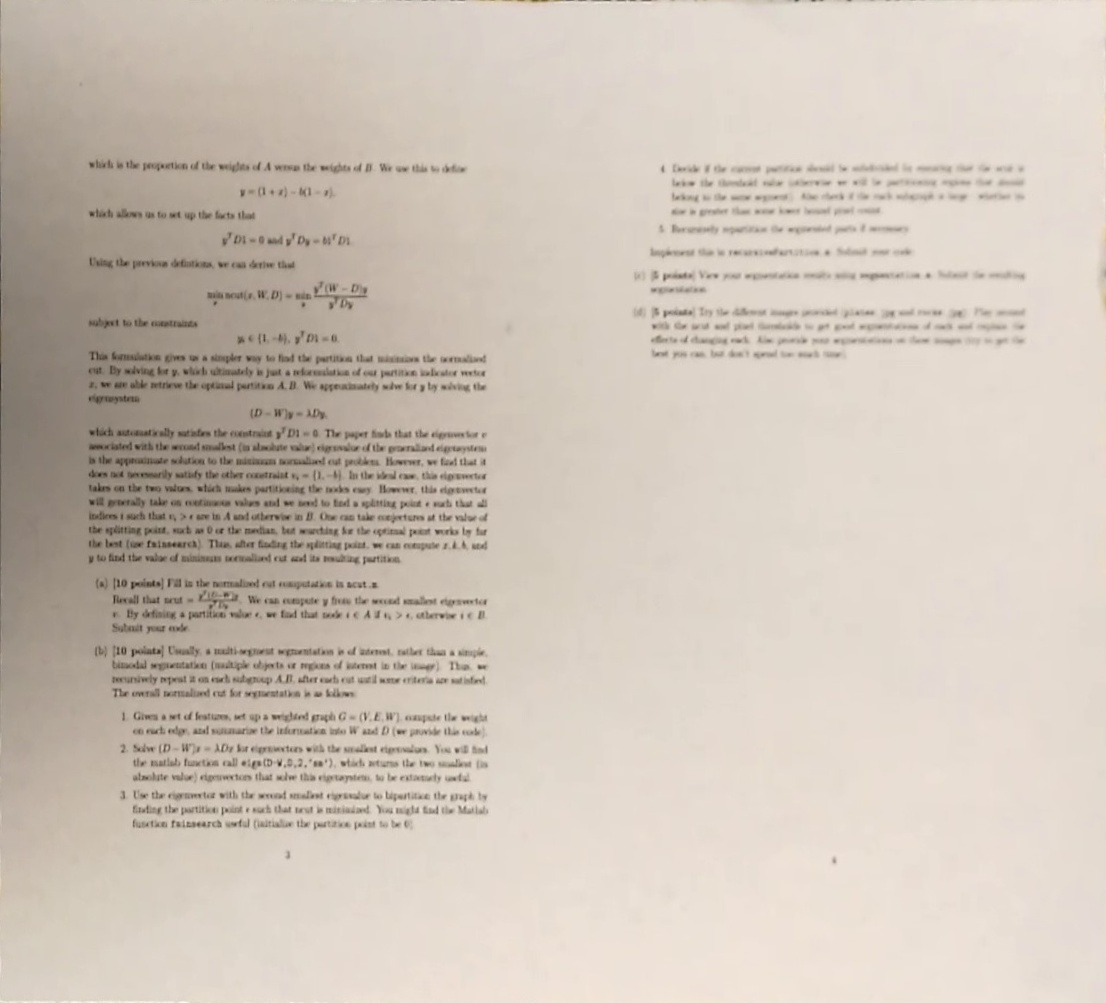 which is the proportion of the weights of A versus the weights of B. We use this to define
y = (1 + x) − b(1 − x),
which allows us to set up the facts that
y^T D1 = 0 and y^T Dy = b1^T D1.
Using the previous definitions, we can derive that
min_x ncut(x, W, D) = min_y y^T(W − D)y / y^T Dy
subject to the constraints
y_i ∈ {1, −b}, y^T D1 = 0.
This formulation gives us a simpler way to find the partition that minimizes the normalized
cut. By solving for y, which ultimately is just a reformulation of our partition indicator vector
x, we are able retrieve the optimal partition A, B. We approximately solve for y by solving the
eigensystem
(D − W)y = λDy,
which automatically satisfies the constraint y^T D1 = 0. The paper finds that the eigenvector v
associated with the second smallest (in absolute value) eigenvalue of the generalized eigensystem
is the approximate solution to the minimum normalized cut problem. However, we find that it
does not necessarily satisfy the other constraint v_i = {1, −b}. In the ideal case, this eigenvector
takes on the two values, which makes partitioning the nodes easy. However, this eigenvector
will generally take on continuous values and we need to find a splitting point ϵ such that all
indices i such that v_i > ϵ are in A and otherwise in B. One can take conjectures at the value of
the splitting point, such as 0 or the median, but searching for the optimal point works by far
the best (use fminsearch). Thus, after finding the splitting point, we can compute x, k, b, and
y to find the value of minimum normalized cut and its resulting partition.
(a) [10 points] Fill in the normalized cut computation in ncut.m.
Recall that ncut = y^T(D−W)y / y^T Dy. We can compute y from the second smallest eigenvector
v. By defining a partition value ϵ, we find that node i ∈ A if v_i > ϵ, otherwise i ∈ B.
Submit your code.
(b) [10 points] Usually, a multi-segment segmentation is of interest, rather than a simple,
bimodal segmentation (multiple objects or regions of interest in the image). Thus, we
recursively repeat it on each subgroup A, B, after each cut until some criteria are satisfied.
The overall normalized cut for segmentation is as follows:
1. Given a set of features, set up a weighted graph G = (V, E, W), compute the weight
on each edge, and summarize the information into W and D (we provide this code).
2. Solve (D − W)x = λDx for eigenvectors with the smallest eigenvalues. You will find
the matlab function call eigs(D-W,D,2,'sm'), which returns the two smallest (in
absolute value) eigenvectors that solve this eigensystem, to be extremely useful.
3. Use the eigenvector with the second smallest eigenvalue to bipartition the graph by
finding the partition point ϵ such that ncut is minimized. You might find the Matlab
function fminsearch useful (initialize the partition point to be 0)
3
4. Decide if the current partition should be subdivided by ensuring that the ncut is
below the threshold value (otherwise we will be partitioning regions that should
belong to the same segment). Also check if the each subgraph is large - whether its
size is greater than some lower bound pixel count.
5. Recursively repartition the segmented parts if necessary.
Implement this in recursivePartition.m. Submit your code.
(c) [5 points] View your segmentation results using segmentation.m. Submit the resulting
segmentation.
(d) [5 points] Try the different images provided (planes.jpg and rocks.jpg). Play around
with the ncut and pixel thresholds to get good segmentations of each and explain the
effects of changing each. Also provide your segmentations on these images (try to get the
best you can, but don't spend too much time).
4